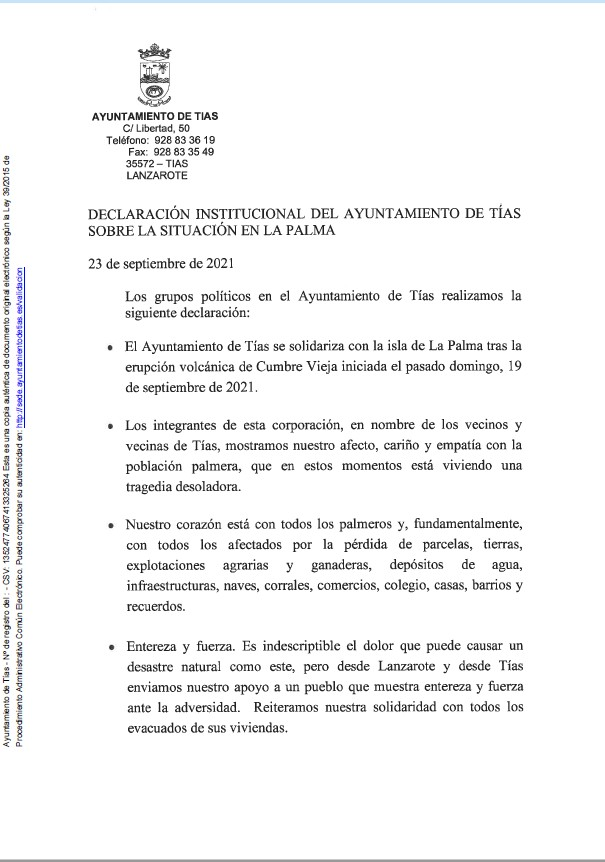 AYUNTAMIENTO DE TIAS
C/ Libertad, 50
Teléfono: 928 83 36 19
Fax: 928 83 35 49
35572 – TIAS
LANZAROTE
DECLARACIÓN INSTITUCIONAL DEL AYUNTAMIENTO DE TÍAS
SOBRE LA SITUACIÓN EN LA PALMA
23 de septiembre de 2021
Los grupos políticos en el Ayuntamiento de Tías realizamos la
siguiente declaración:
• El Ayuntamiento de Tías se solidariza con la isla de La Palma tras la
erupción volcánica de Cumbre Vieja iniciada el pasado domingo, 19
de septiembre de 2021.
• Los integrantes de esta corporación, en nombre de los vecinos y
vecinas de Tías, mostramos nuestro afecto, cariño y empatía con la
población palmera, que en estos momentos está viviendo una
tragedia desoladora.
• Nuestro corazón está con todos los palmeros y, fundamentalmente,
con todos los afectados por la pérdida de parcelas, tierras,
explotaciones agrarias y ganaderas, depósitos de agua,
infraestructuras, naves, corrales, comercios, colegio, casas, barrios y
recuerdos.
• Entereza y fuerza. Es indescriptible el dolor que puede causar un
desastre natural como este, pero desde Lanzarote y desde Tías
enviamos nuestro apoyo a un pueblo que muestra entereza y fuerza
ante la adversidad. Reiteramos nuestra solidaridad con todos los
evacuados de sus viviendas.
Ayuntamiento de Tías - Nº de registro del : - CSV: 13524774067413325264 Esta es una copia auténtica de documento original electrónico según la Ley 39/2015 de
Procedimiento Administrativo Común Electrónico. Puede comprobar su autenticidad en: http://sede.ayuntamientodetias.es/validacion